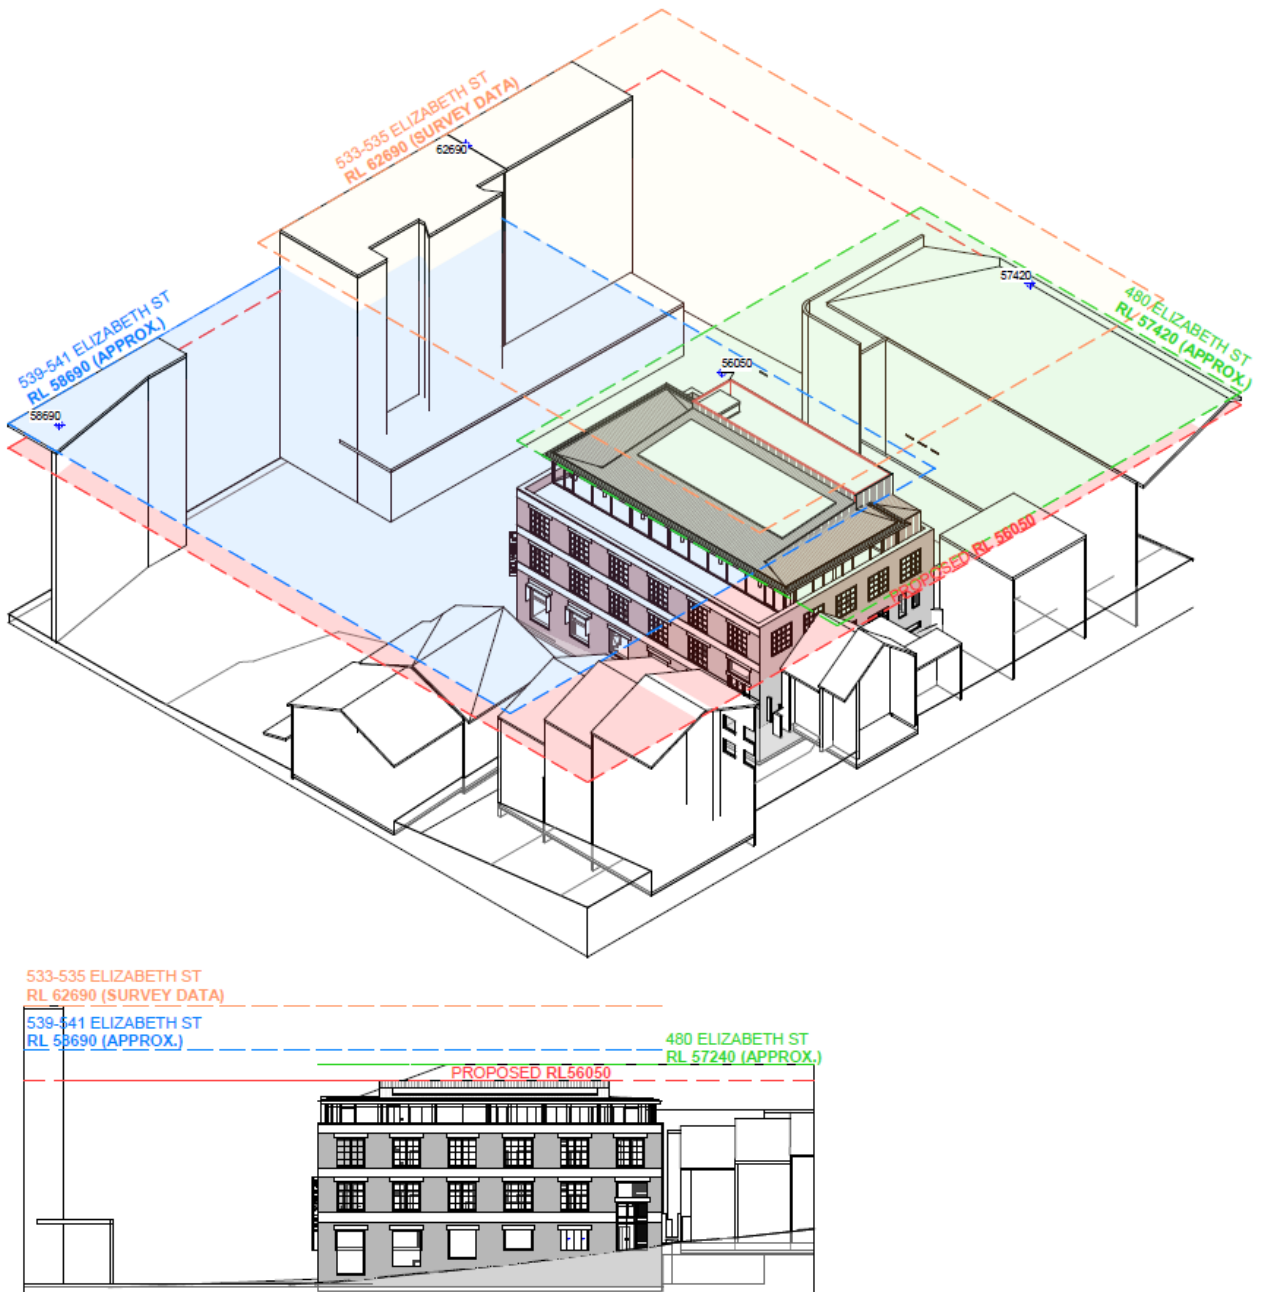 533-535 ELIZABETH ST
RL 62690 (SURVEY DATA)
62690
57420
480 ELIZABETH ST
RL 57420 (APPROX.)
539-541 ELIZABETH ST
RL 58690 (APPROX.)
58690
56050
PROPOSED RL 56050
533-535 ELIZABETH ST
RL 62690 (SURVEY DATA)
539-541 ELIZABETH ST
RL 58690 (APPROX.)
480 ELIZABETH ST
RL 57240 (APPROX.)
PROPOSED RL56050